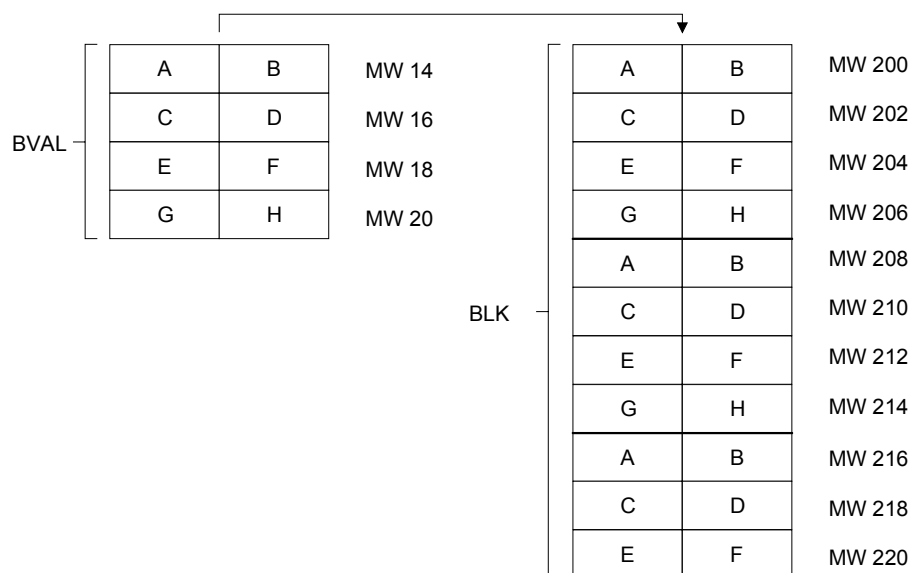 A B MW 14
C D MW 16
E F MW 18
G H MW 20
BVAL
A B MW 200
C D MW 202
E F MW 204
G H MW 206
A B MW 208
C D MW 210
E F MW 212
G H MW 214
A B MW 216
C D MW 218
E F MW 220
BLK